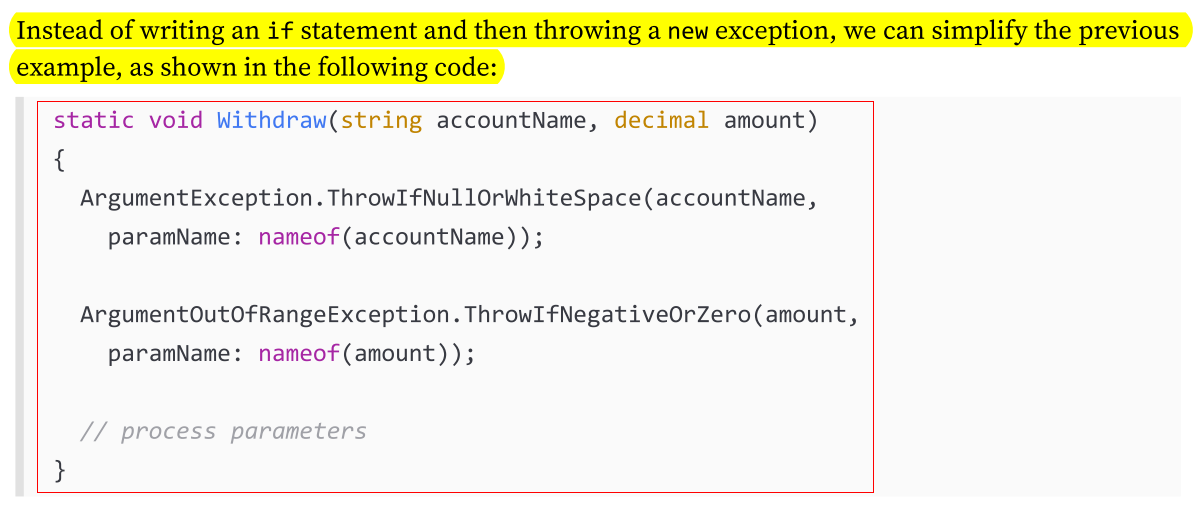 Instead of writing an if statement and then throwing a new exception, we can simplify the previous
example, as shown in the following code:
static void Withdraw(string accountName, decimal amount)
{
  ArgumentException.ThrowIfNullOrWhiteSpace(accountName,
    paramName: nameof(accountName));
  ArgumentOutOfRangeException.ThrowIfNegativeOrZero(amount,
    paramName: nameof(amount));
  // process parameters
}